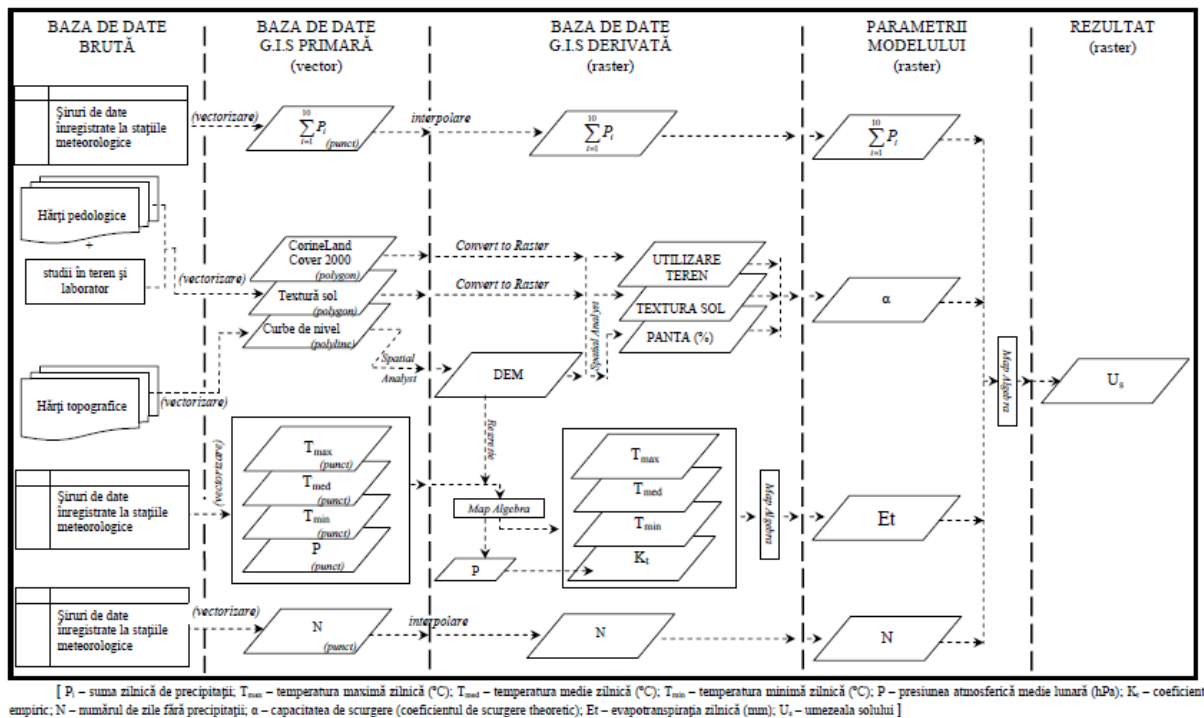 BAZA DE DATE
BRUTĂ
BAZA DE DATE
G.I.S PRIMARĂ
(vector)
BAZA DE DATE
G.I.S DERIVATĂ
(raster)
PARAMETRII
MODELULUI
(raster)
REZULTAT
(raster)
Şiruri de date
înregistrate la staţiile
meteorologice
(vectorizare)
10
∑ Pi
i=1
(punct)
interpolare
10
∑ Pi
i=1
10
∑ Pi
i=1
Hărţi pedologice
+
studii în teren şi
laborator
(vectorizare)
CorineLand
Cover 2000
(polygon)
Convert to Raster
UTILIZARE
TEREN
Textură sol
(polygon)
Convert to Raster
TEXTURA SOL
α
Curbe de nivel
(polyline)
Spatial
Analyst
DEM
Spatial Analyst
PANTA (%)
Map Algebra
Us
Hărţi topografice
(vectorizare)
Şiruri de date
înregistrate la staţiile
meteorologice
(vectorizare)
Tmax
(punct)
Tmed
(punct)
Tmin
(punct)
P
(punct)
Regresie
Map Algebra
P
Tmax
Tmed
Tmin
Kt
Map Algebra
Et
Şiruri de date
înregistrate la staţiile
meteorologice
(vectorizare)
N
(punct)
interpolare
N
N
[ Pi – suma zilnică de precipitaţii; Tmax – temperatura maximă zilnică (°C); Tmed – temperatura medie zilnică (°C); Tmin – temperatura minimă zilnică (°C); P – presiunea atmosferică medie lunară (hPa); Kt – coeficient
empiric; N – numărul de zile fără precipitaţii; α – capacitatea de scurgere (coeficientul de scurgere theoretic); Et – evapotranspiraţia zilnică (mm); Us – umezeala solului ]